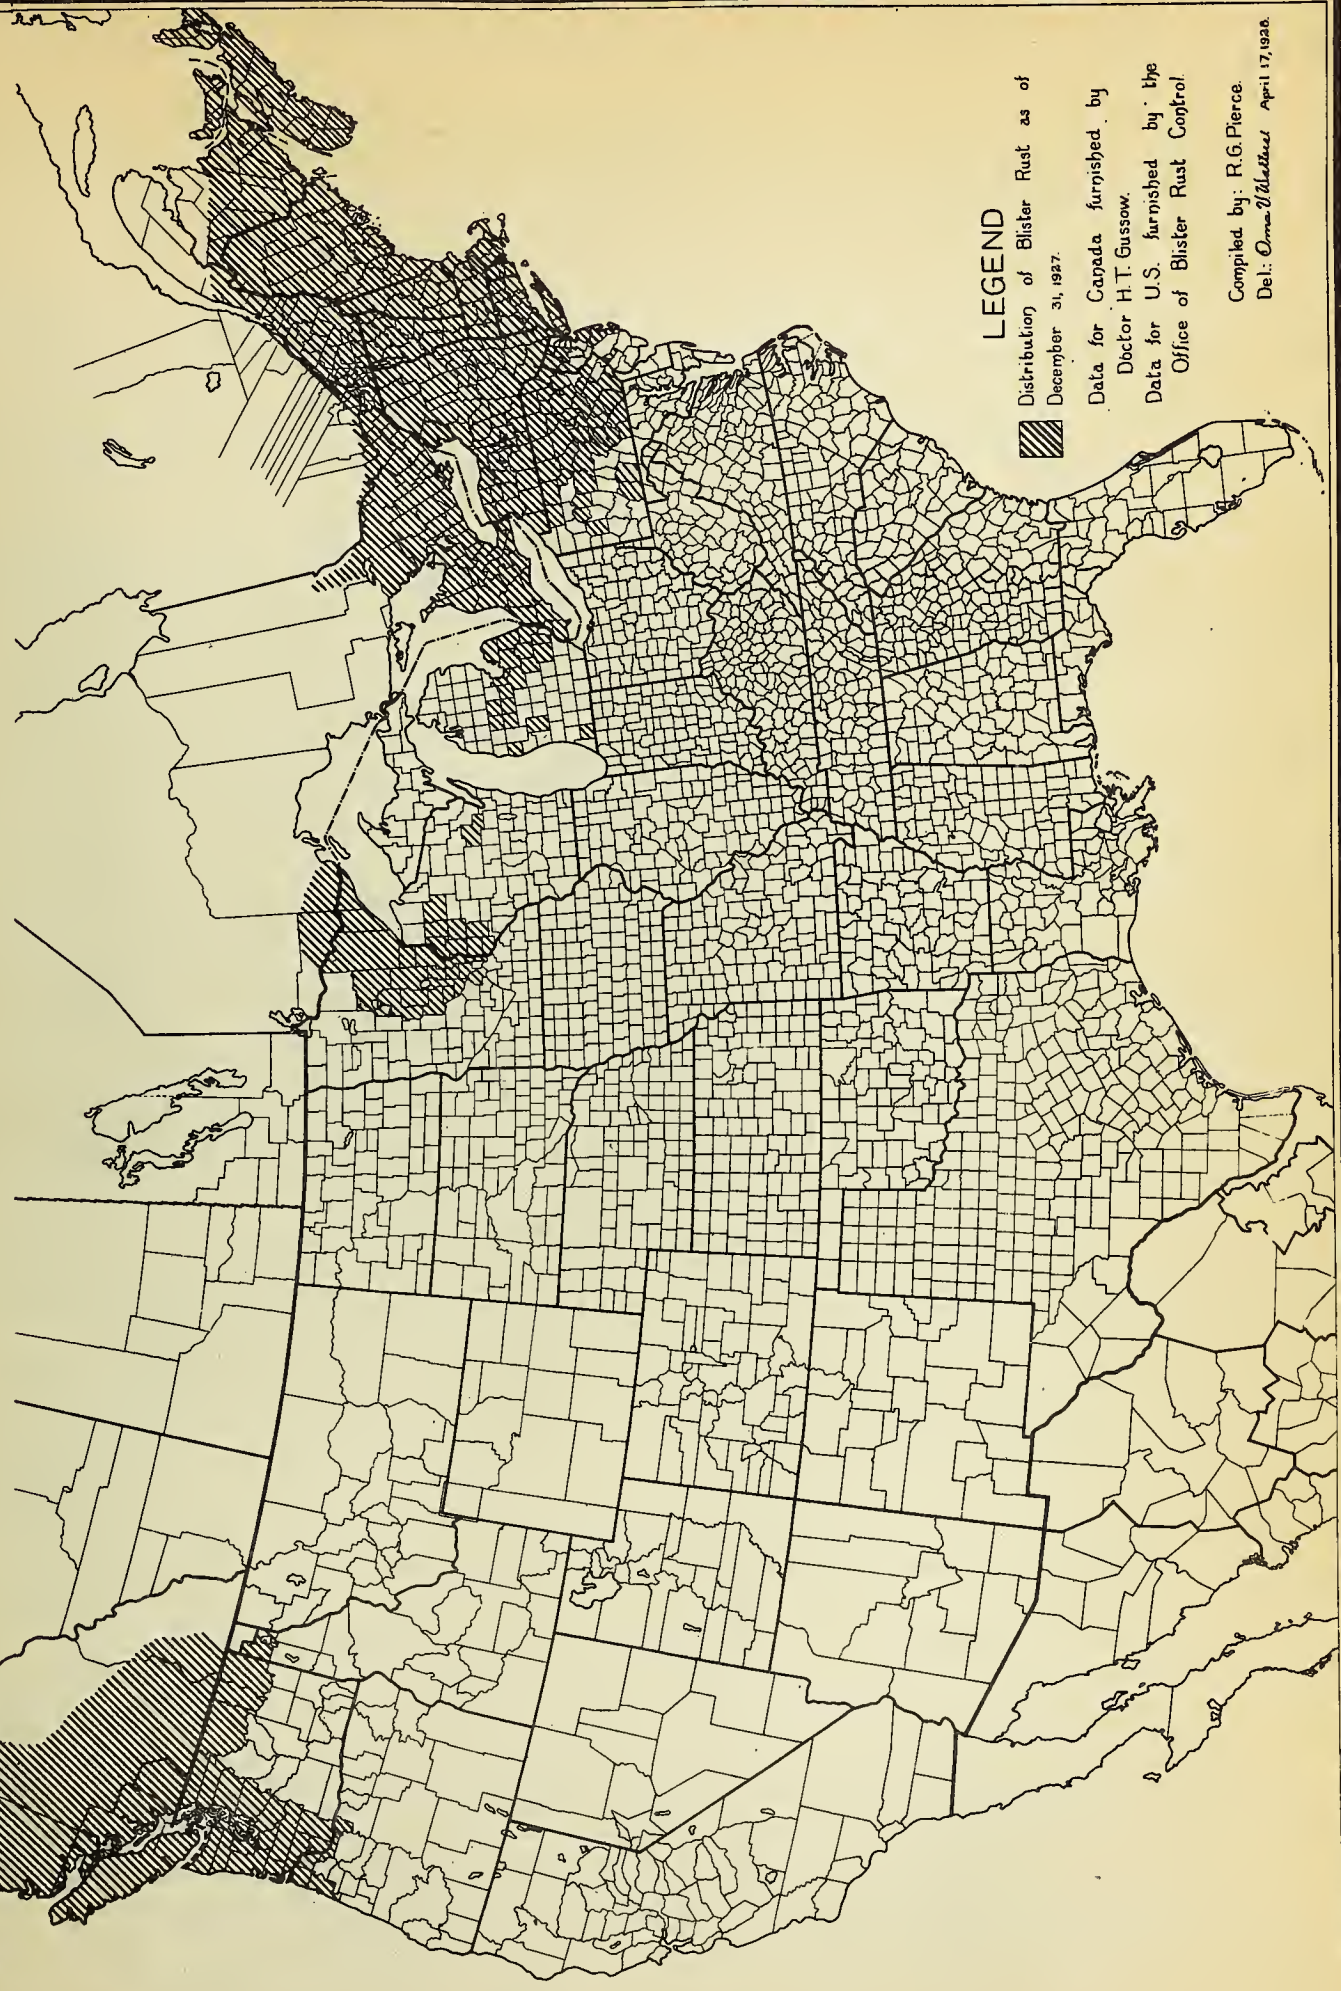 LEGEND
Distribution of Blister Rust as of
December 31, 1927.
Data for Canada furnished by
Doctor H.T. Gussow.
Data for U.S. furnished by the
Office of Blister Rust Control.
Compiled by: R.G. Pierce.
Del.: April 17, 1928.